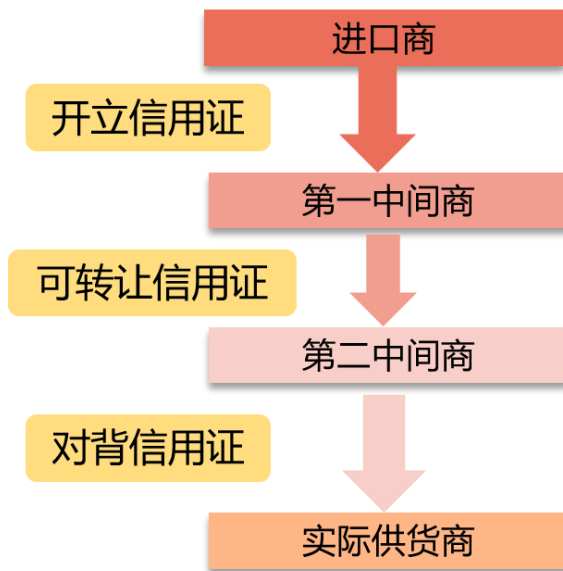 进口商
开立信用证
第一中间商
可转让信用证
第二中间商
对背信用证
实际供货商